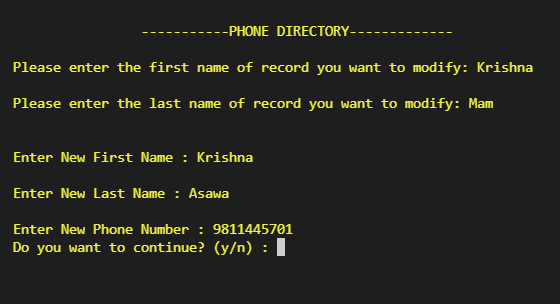 -----------PHONE DIRECTORY-------------
Please enter the first name of record you want to modify: Krishna
Please enter the last name of record you want to modify: Mam
Enter New First Name : Krishna
Enter New Last Name : Asawa
Enter New Phone Number : 9811445701
Do you want to continue? (y/n) :